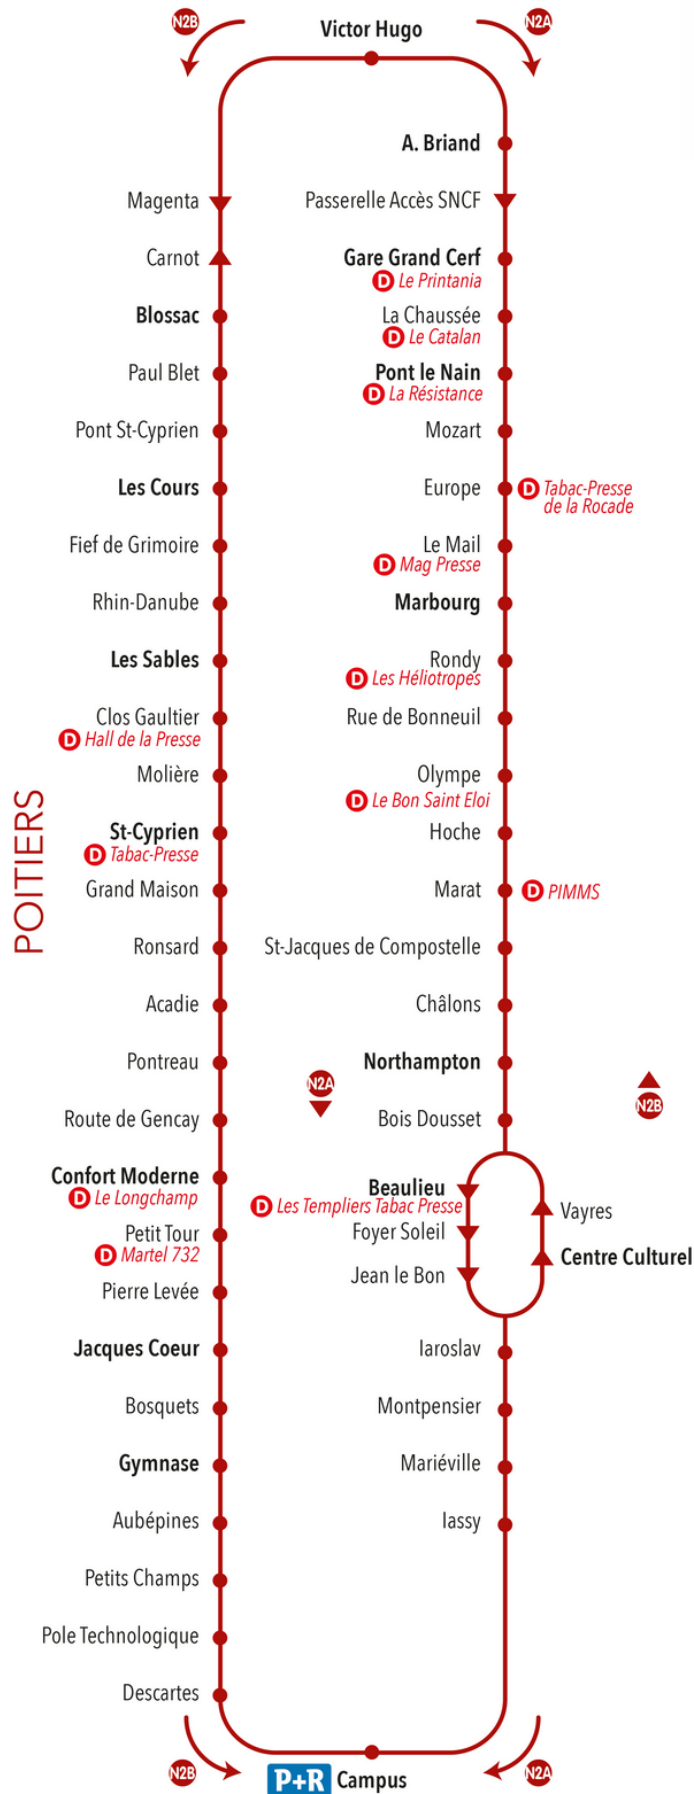 N2B
Victor Hugo
N2A
A. Briand
Magenta
Passerelle Accès SNCF
Carnot
Gare Grand Cerf
D Le Printania
Blossac
La Chaussée
D Le Catalan
Paul Blet
Pont le Nain
D La Résistance
Pont St-Cyprien
Mozart
Les Cours
Europe
D Tabac-Presse
de la Rocade
Fief de Grimoire
Le Mail
D Mag Presse
Rhin-Danube
Marbourg
Les Sables
Rondy
D Les Héliotropes
Clos Gaultier
D Hall de la Presse
Rue de Bonneuil
Molière
Olympe
D Le Bon Saint Eloi
POITIERS
St-Cyprien
D Tabac-Presse
Hoche
Grand Maison
Marat
D PIMMS
Ronsard
St-Jacques de Compostelle
Acadie
Châlons
Pontreau
Northampton
N2A
N2B
Route de Gencay
Bois Dousset
Confort Moderne
D Le Longchamp
Beaulieu
D Les Templiers Tabac Presse
Vayres
Petit Tour
D Martel 732
Foyer Soleil
Centre Culturel
Pierre Levée
Jean le Bon
Jacques Coeur
Iaroslav
Bosquets
Montpensier
Gymnase
Mariéville
Aubépines
Iassy
Petits Champs
Pole Technologique
Descartes
N2B
P+R Campus
N2A